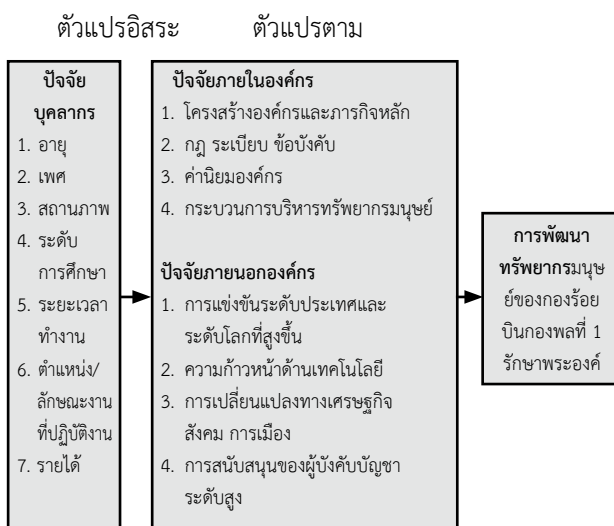 ตัวแปรอิสระ ตัวแปรตาม
ปัจจัย
บุคลากร
1. อายุ
2. เพศ
3. สถานภาพ
4. ระดับ
การศึกษา
5. ระยะเวลา
ทำงาน
6. ตำแหน่ง/
ลักษณะงาน
ที่ปฏิบัติงาน
7. รายได้
ปัจจัยภายในองค์กร
1. โครงสร้างองค์กรและภารกิจหลัก
2. กฎ ระเบียบ ข้อบังคับ
3. ค่านิยมองค์กร
4. กระบวนการบริหารทรัพยากรมนุษย์
ปัจจัยภายนอกองค์กร
1. การแข่งขันระดับประเทศและ
ระดับโลกที่สูงขึ้น
2. ความก้าวหน้าด้านเทคโนโลยี
3. การเปลี่ยนแปลงทางเศรษฐกิจ
สังคม การเมือง
4. การสนับสนุนของผู้บังคับบัญชา
ระดับสูง
การพัฒนา
ทรัพยากรมนุษ
ย์ของกองร้อย
บินกองพลที่ 1
รักษาพระองค์